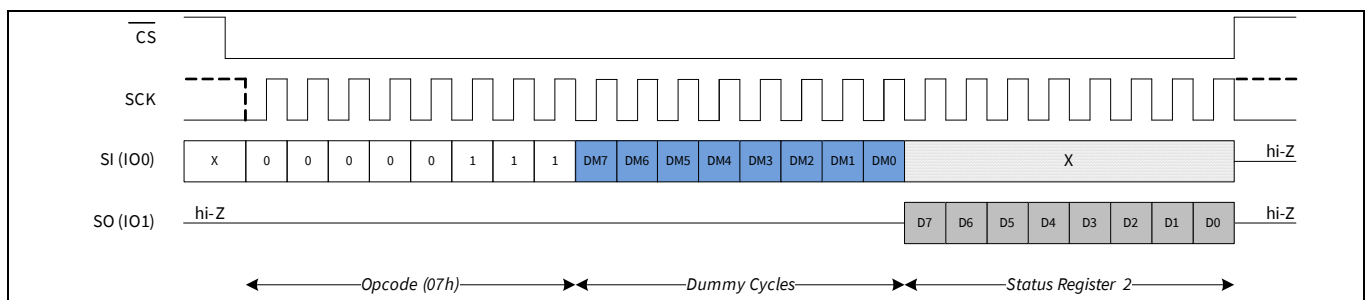 CS
SCK
SI (IO0) X 0 0 0 0 0 1 1 1 DM7 DM6 DM5 DM4 DM3 DM2 DM1 DM0 X hi-Z
SO (IO1) hi-Z D7 D6 D5 D4 D3 D2 D1 D0 hi-Z
Opcode (07h) Dummy Cycles Status Register 2